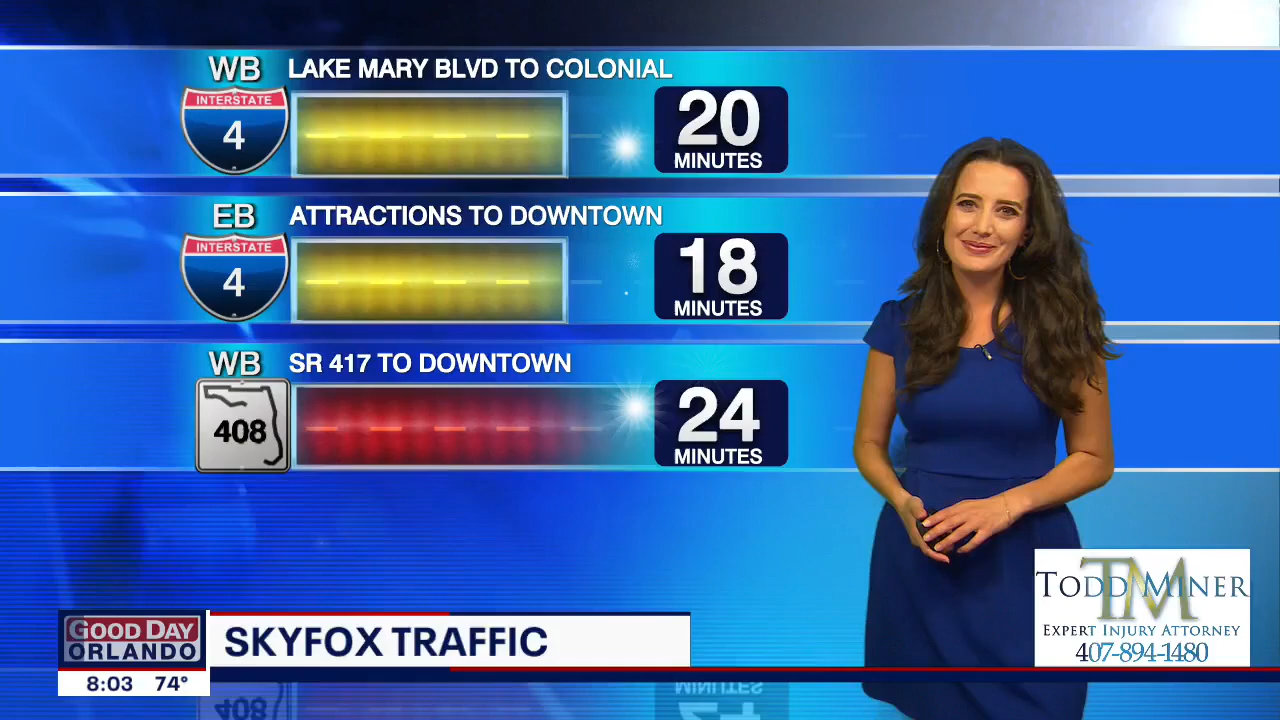 WB
LAKE MARY BLVD TO COLONIAL
INTERSTATE
4
20
MINUTES
EB
ATTRACTIONS TO DOWNTOWN
INTERSTATE
4
18
MINUTES
WB
SR 417 TO DOWNTOWN
408
24
MINUTES
TM
TODD MINER
EXPERT INJURY ATTORNEY
407-894-1480
GOOD DAY
ORLANDO
SKYFOX TRAFFIC
8:03 74°
408
MINUTES